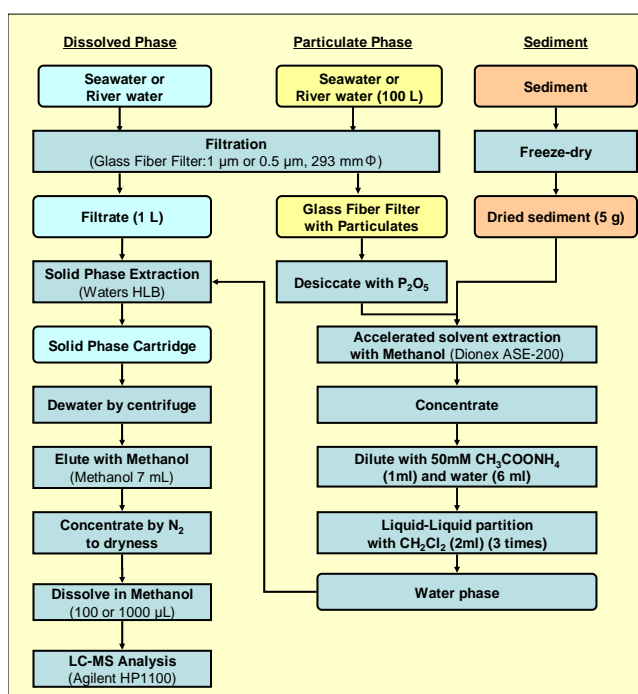 Dissolved Phase
Seawater or
River water
Particulate Phase
Seawater or
River water (100 L)
Sediment
Sediment
Filtration
(Glass Fiber Filter:1 µm or 0.5 µm, 293 mmΦ)
Freeze-dry
Filtrate (1 L)
Glass Fiber Filter
with Particulates
Dried sediment (5 g)
Solid Phase Extraction
(Waters HLB)
Desiccate with P₂O₅
Solid Phase Cartridge
Accelerated solvent extraction
with Methanol (Dionex ASE-200)
Dewater by centrifuge
Concentrate
Elute with Methanol
(Methanol 7 mL)
Dilute with 50mM CH₃COONH₄
(1ml) and water (6 ml)
Concentrate by N₂
to dryness
Liquid-Liquid partition
with CH₂Cl₂ (2ml) (3 times)
Dissolve in Methanol
(100 or 1000 µL)
Water phase
LC-MS Analysis
(Agilent HP1100)